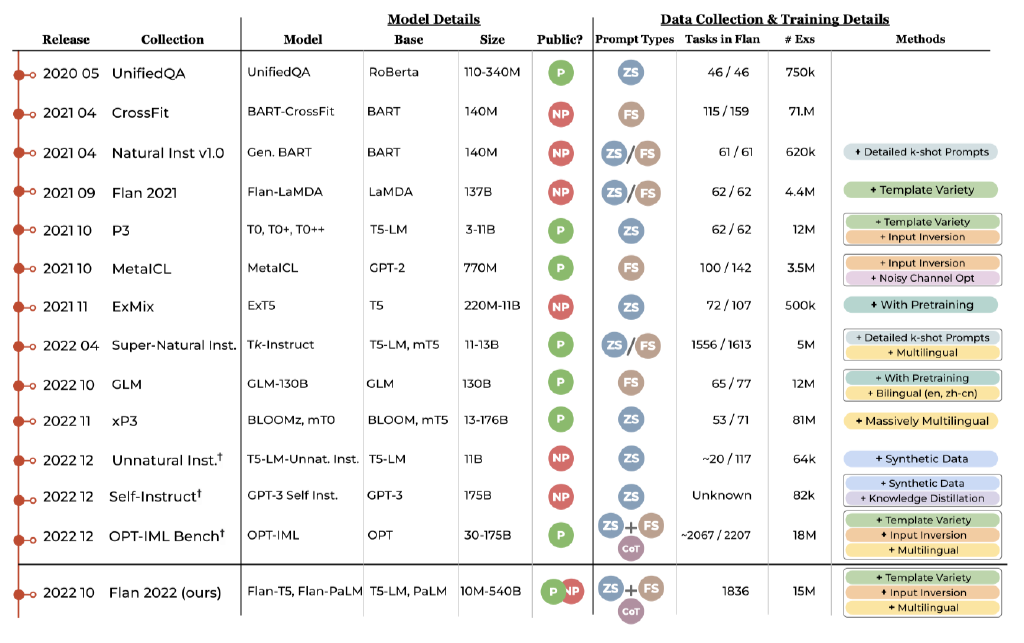 Model Details Data Collection & Training Details
Release Collection Model Base Size Public? Prompt Types Tasks in Flan # Exs Methods
2020 05 UnifiedQA UnifiedQA RoBerta 110-340M P ZS 46 / 46 750k
2021 04 CrossFit BART-CrossFit BART 140M NP FS 115 / 159 71.M
2021 04 Natural Inst v1.0 Gen. BART BART 140M NP ZS / FS 61 / 61 620k + Detailed k-shot Prompts
2021 09 Flan 2021 Flan-LaMDA LaMDA 137B NP ZS / FS 62 / 62 4.4M + Template Variety
2021 10 P3 T0, T0+, T0++ T5-LM 3-11B P ZS 62 / 62 12M + Template Variety
+ Input Inversion
2021 10 MetaICL MetaICL GPT-2 770M P FS 100 / 142 3.5M + Input Inversion
+ Noisy Channel Opt
2021 11 ExMix ExT5 T5 220M-11B NP ZS 72 / 107 500k + With Pretraining
2022 04 Super-Natural Inst. Tk-Instruct T5-LM, mT5 11-13B P ZS / FS 1556 / 1613 5M + Detailed k-shot Prompts
+ Multilingual
2022 10 GLM GLM-130B GLM 130B P FS 65 / 77 12M + With Pretraining
+ Bilingual (en, zh-cn)
2022 11 xP3 BLOOMz, mT0 BLOOM, mT5 13-176B P ZS 53 / 71 81M + Massively Multilingual
2022 12 Unnatural Inst.† T5-LM-Unnat. Inst. T5-LM 11B NP ZS ~20 / 117 64k + Synthetic Data
2022 12 Self-Instruct† GPT-3 Self Inst. GPT-3 175B NP ZS Unknown 82k + Synthetic Data
+ Knowledge Distillation
2022 12 OPT-IML Bench† OPT-IML OPT 30-175B P ZS + FS CoT ~2067 / 2207 18M + Template Variety
+ Input Inversion
+ Multilingual
2022 10 Flan 2022 (ours) Flan-T5, Flan-PaLM T5-LM, PaLM 10M-540B P NP ZS + FS CoT 1836 15M + Template Variety
+ Input Inversion
+ Multilingual